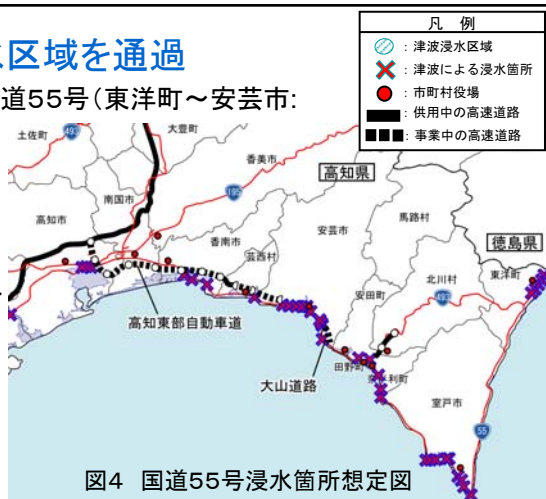 水区域を通過
道55号(東洋町～安芸市:
凡 例
: 津波浸水区域
: 津波による浸水箇所
: 市町村役場
: 供用中の高速道路
: 事業中の高速道路
土佐町
493
大豊町
香美市
高知県
195
南国市
高知市
馬路村
安芸市
徳島県
香南市
芸西村
北川村
東洋町
493
安田町
高知東部自動車道
大山道路
田野町
奈半利町
室戸市
55
図4 国道55号浸水箇所想定図